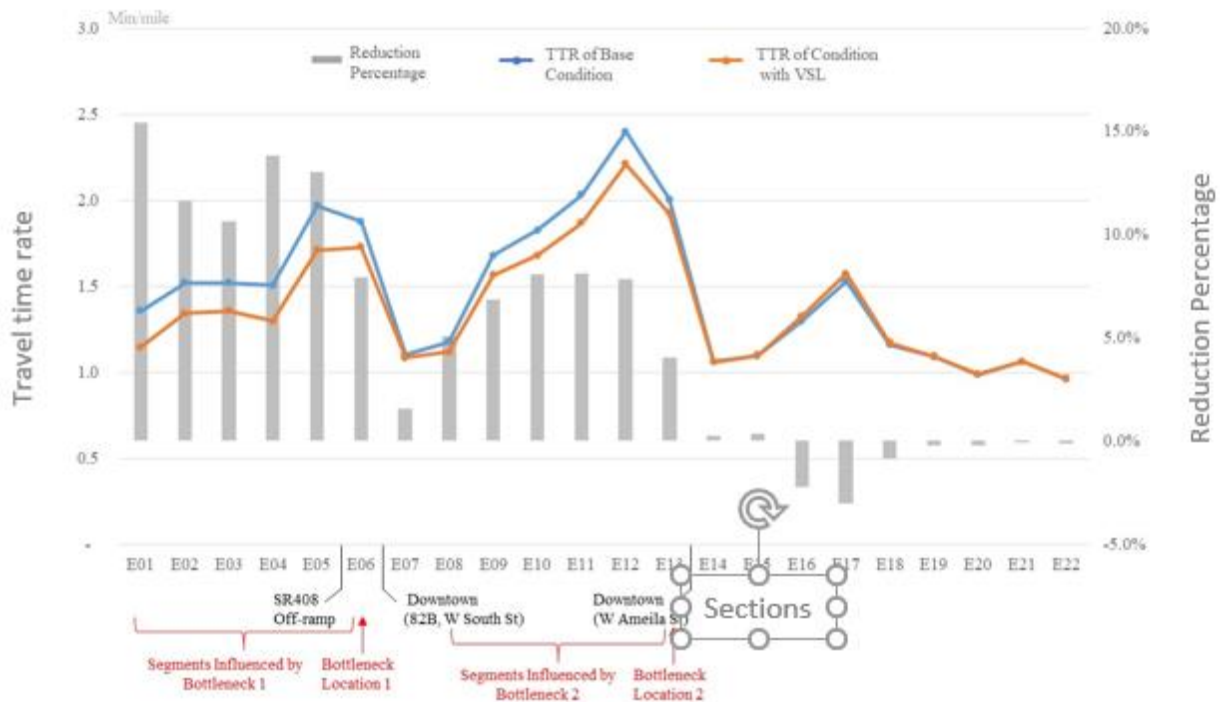 Min/mile
3.0
2.5
2.0
1.5
1.0
0.5
-
Travel time rate
Reduction
Percentage
TTR of Base
Condition
TTR of Condition
with VSL
20.0%
15.0%
10.0%
5.0%
0.0%
-5.0%
Reduction Percentage
E01 E02 E03 E04 E05 E06 E07 E08 E09 E10 E11 E12 E13 E14 E15 E16 E17 E18 E19 E20 E21 E22
SR408
Off-ramp
Downtown
(82B, W South St)
Downtown
(W Ameila St)
Sections
Segments Influenced by
Bottleneck 1
Bottleneck
Location 1
Segments Influenced by
Bottleneck 2
Bottleneck
Location 2